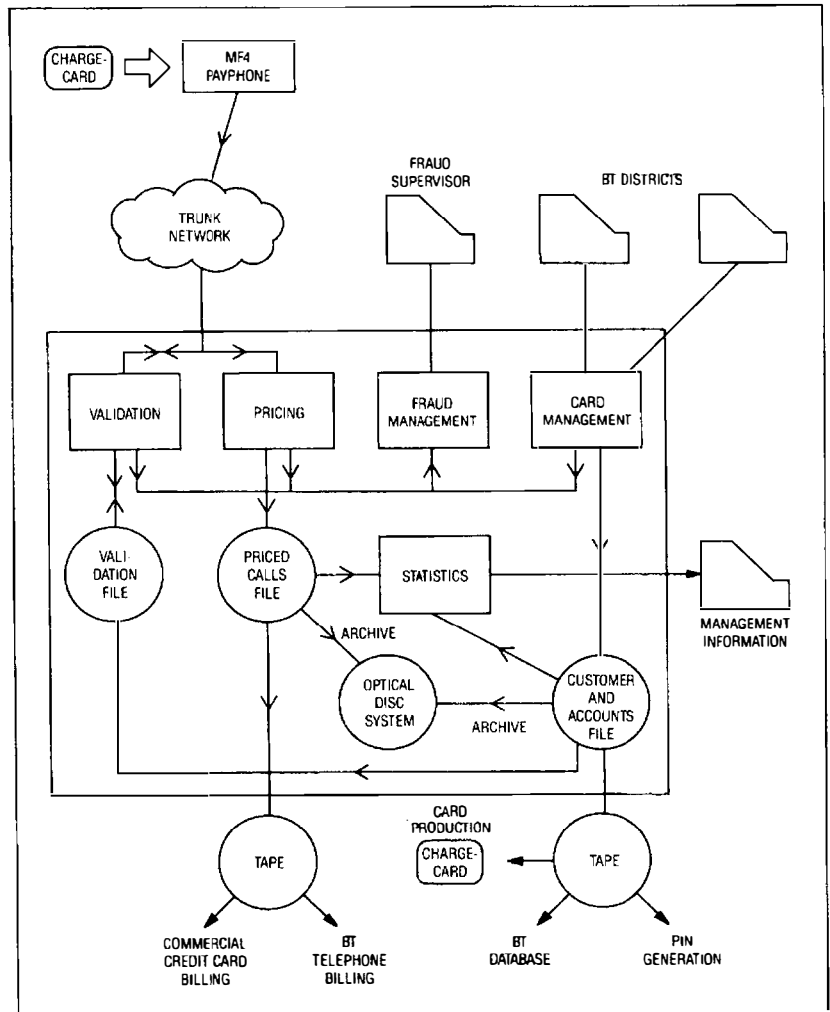 CHARGE-
CARD
MF4
PAYPHONE
TRUNK
NETWORK
FRAUD
SUPERVISOR
BT DISTRICTS
VALIDATION
PRICING
FRAUD
MANAGEMENT
CARD
MANAGEMENT
VALI-
DATION
FILE
PRICED
CALLS
FILE
STATISTICS
MANAGEMENT
INFORMATION
ARCHIVE
OPTICAL
DISC
SYSTEM
ARCHIVE
CUSTOMER
AND
ACCOUNTS
FILE
CARD
PRODUCTION
CHARGE-
CARD
TAPE
TAPE
COMMERCIAL
CREDIT CARD
BILLING
BT
TELEPHONE
BILLING
BT
DATABASE
PIN
GENERATION